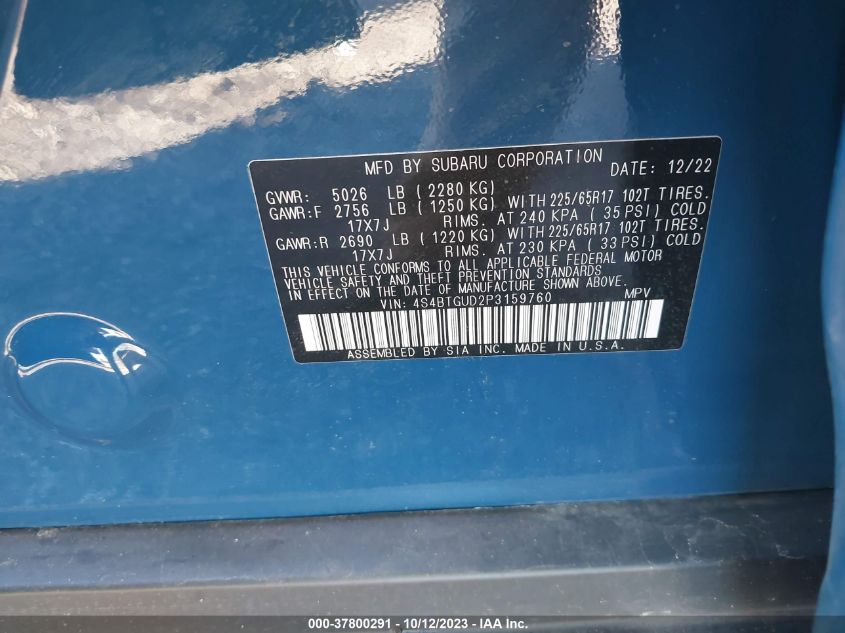 MFD BY SUBARU CORPORATION DATE: 12/22
GVWR: 5026 LB ( 2280 KG)
GAWR:F 2756 LB ( 1250 KG) WITH 225/65R17 102T TIRES.
17X7J RIMS. AT 240 KPA ( 35 PSI) COLD
GAWR:R 2690 LB ( 1220 KG) WITH 225/65R17 102T TIRES.
17X7J RIMS. AT 230 KPA ( 33 PSI) COLD
THIS VEHICLE CONFORMS TO ALL APPLICABLE FEDERAL MOTOR
VEHICLE SAFETY AND THEFT PREVENTION STANDARDS
IN EFFECT ON THE DATE OF MANUFACTURE SHOWN ABOVE.
VIN: 4S4BTGUD2P3159760 MPV
ASSEMBLED BY SIA INC. MADE IN U.S.A.
000-37800291 - 10/12/2023 - IAA Inc.